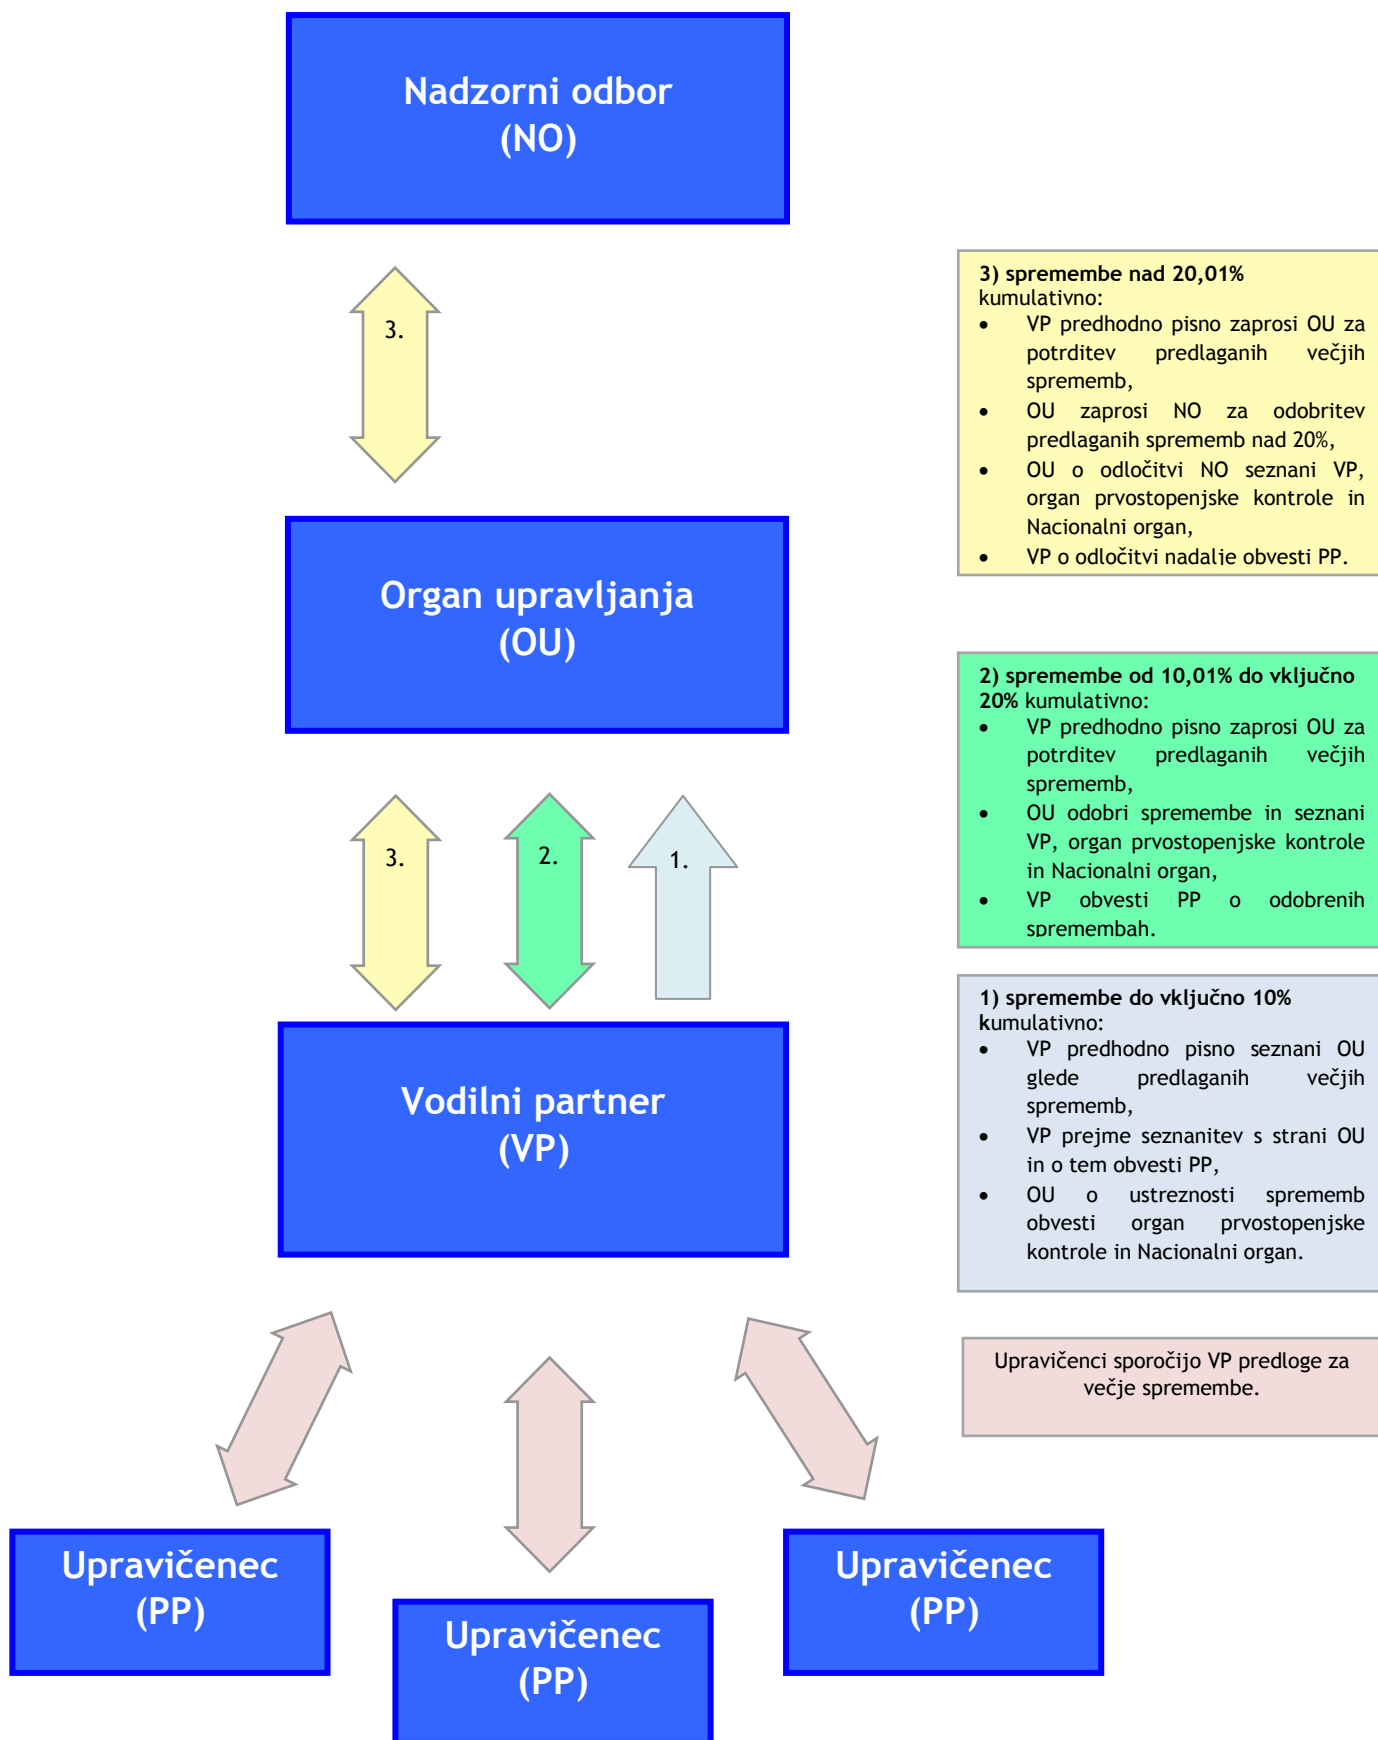 Nadzorni odbor
(NO)
3.
3) spremembe nad 20,01%
kumulativno:
• VP predhodno pisno zaprosi OU za
potrditev predlaganih večjih
sprememb,
• OU zaprosi NO za odobritev
predlaganih sprememb nad 20%,
• OU o odločitvi NO seznani VP,
organ prvostopenjske kontrole in
Nacionalni organ,
• VP o odločitvi nadalje obvesti PP.
Organ upravljanja
(OU)
2) spremembe od 10,01% do vključno
20% kumulativno:
• VP predhodno pisno zaprosi OU za
potrditev predlaganih večjih
sprememb,
• OU odobri spremembe in seznani
VP, organ prvostopenjske kontrole
in Nacionalni organ,
• VP obvesti PP o odobrenih
spremembah.
3.
2.
1.
1) spremembe do vključno 10%
kumulativno:
• VP predhodno pisno seznani OU
glede predlaganih večjih
sprememb,
• VP prejme seznanitev s strani OU
in o tem obvesti PP,
• OU o ustreznosti sprememb
obvesti organ prvostopenjske
kontrole in Nacionalni organ.
Vodilni partner
(VP)
Upravičenci sporočijo VP predloge za
večje spremembe.
Upravičenec
(PP)
Upravičenec
(PP)
Upravičenec
(PP)